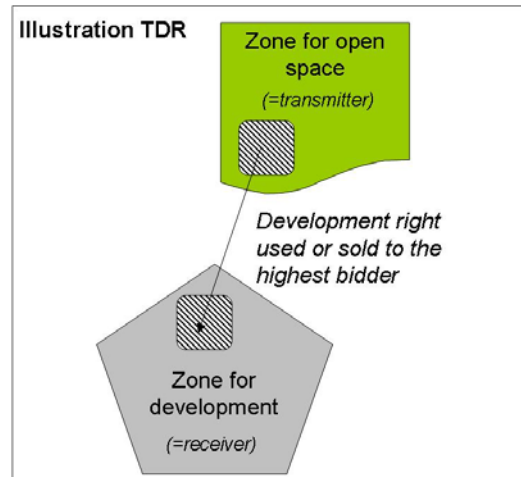 Illustration TDR
Zone for open
space
(=transmitter)
Development right
used or sold to the
highest bidder
Zone for
development
(=receiver)